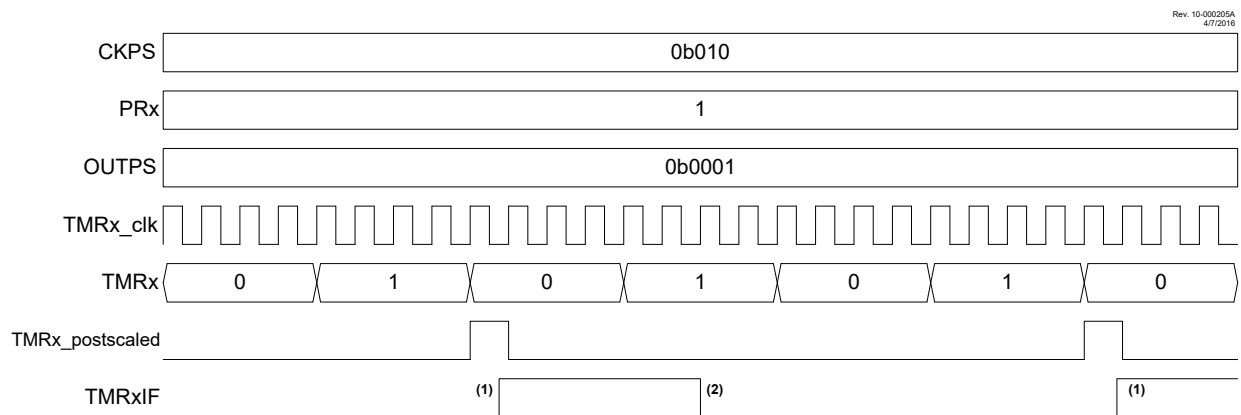 Rev. 10-000205A
4/7/2016
CKPS 0b010
PRx 1
OUTPS 0b0001
TMRx_clk
TMRx 0 1 0 1 0 1 0
TMRx_postscaled
TMRxIF (1) (2) (1)